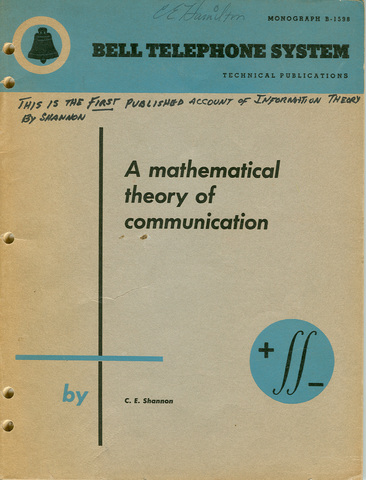 C E Hamilton
MONOGRAPH B-1598
BELL TELEPHONE SYSTEM
TECHNICAL PUBLICATIONS
THIS IS THE FIRST PUBLISHED ACCOUNT OF INFORMATION THEORY
BY SHANNON
A mathematical
theory of
communication
+ ∬ −
by
C. E. Shannon